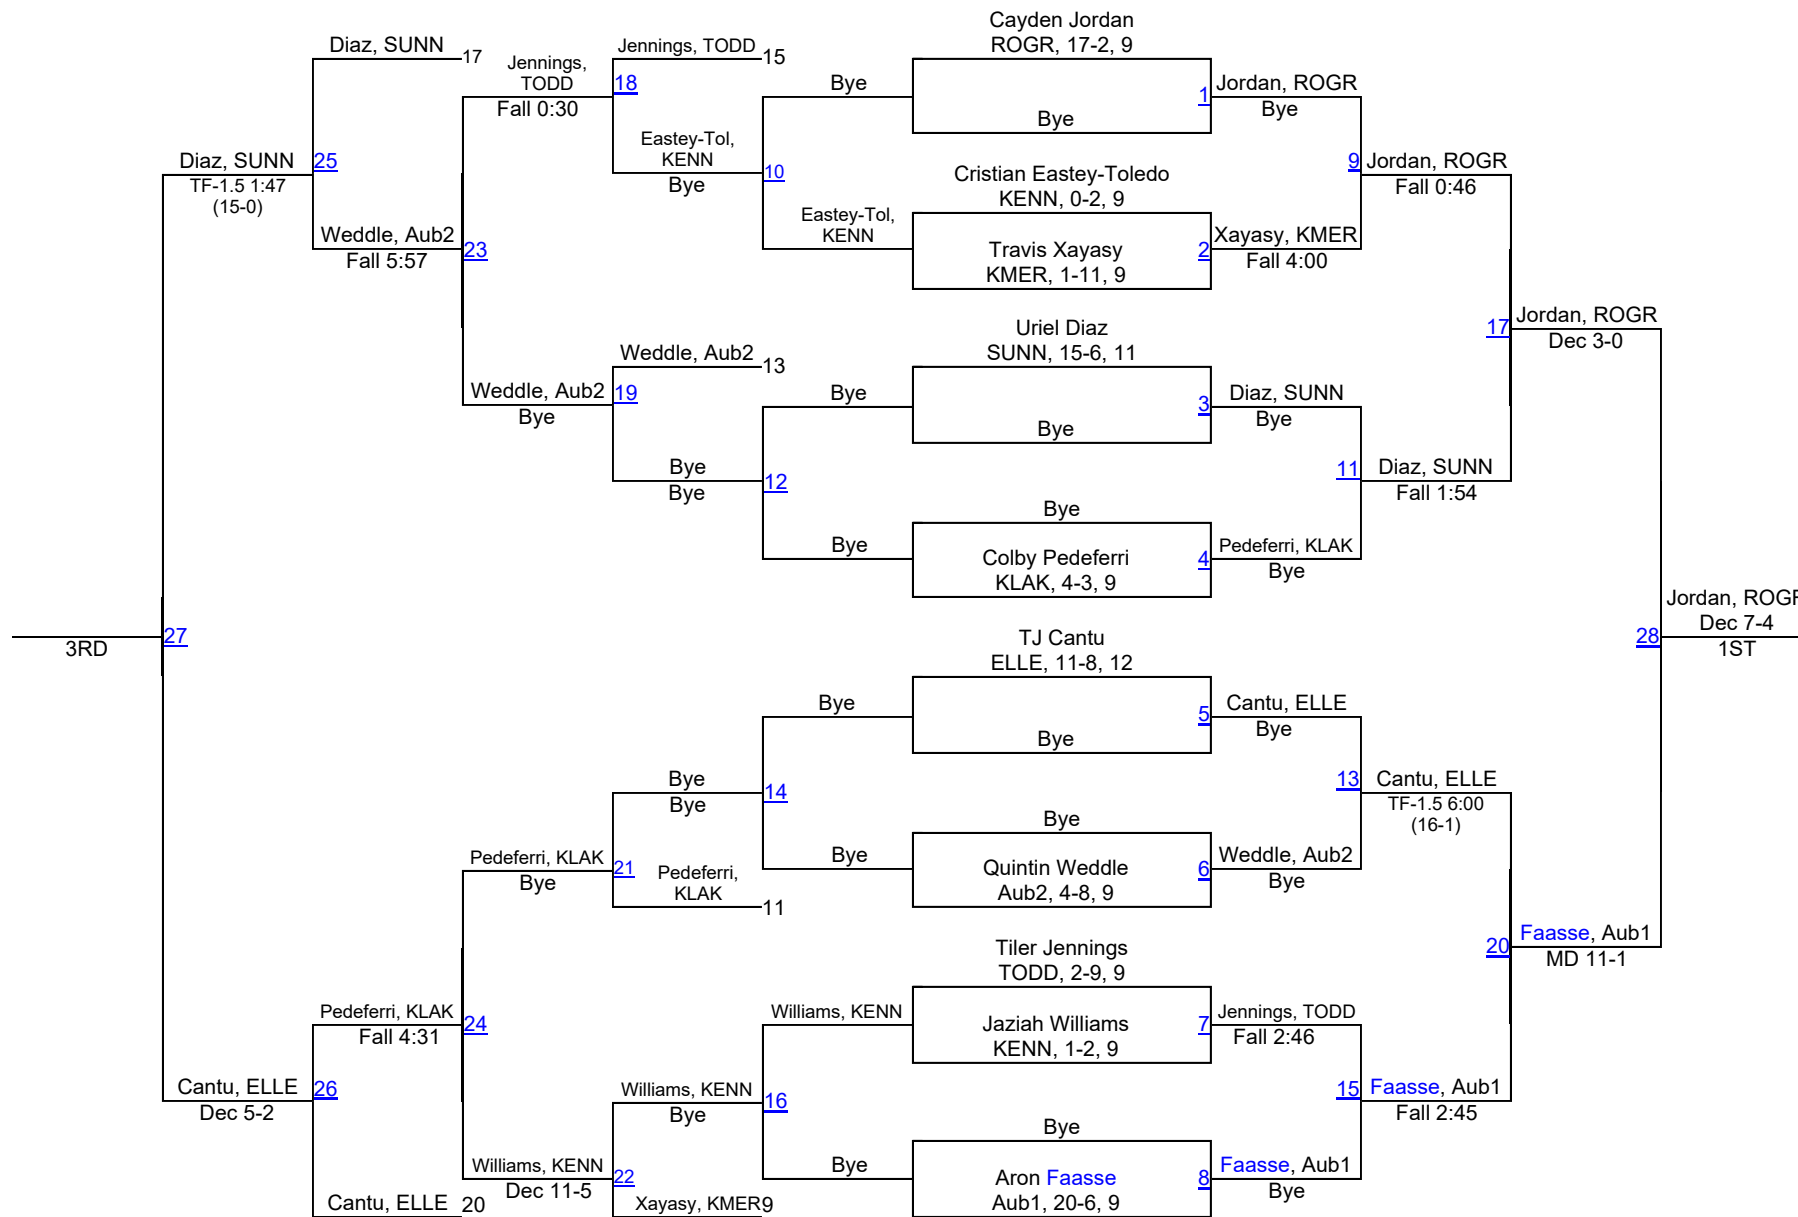 Cayden Jordan
ROGR, 17-2, 9
Diaz, SUNN
17
Jennings,
TODD
Fall 0:30
Jennings, TODD
15
18
Bye
1
Jordan, ROGR
Bye
Bye
Eastey-Tol,
KENN
Bye
10
Diaz, SUNN
TF-1.5 1:47
(15-0)
25
Cristian Eastey-Toledo
KENN, 0-2, 9
9
Jordan, ROGR
Fall 0:46
Eastey-Tol,
KENN
Weddle, Aub2
Fall 5:57
23
Travis Xayasy
KMER, 1-11, 9
2
Xayasy, KMER
Fall 4:00
Uriel Diaz
SUNN, 15-6, 11
17
Jordan, ROGR
Dec 3-0
Weddle, Aub2
13
Weddle, Aub2
Bye
19
Bye
3
Diaz, SUNN
Bye
Bye
Bye
Bye
12
11
Diaz, SUNN
Fall 1:54
Bye
Bye
Colby Pedeferri
KLAK, 4-3, 9
4
Pedeferri, KLAK
Bye
3RD
27
TJ Cantu
ELLE, 11-8, 12
28
Jordan, ROGR
Dec 7-4
1ST
Bye
5
Cantu, ELLE
Bye
Bye
Bye
Bye
14
13
Cantu, ELLE
TF-1.5 6:00
(16-1)
Bye
Pedeferri, KLAK
Bye
21
Pedeferri,
KLAK
11
Bye
Quintin Weddle
Aub2, 4-8, 9
6
Weddle, Aub2
Bye
Tiler Jennings
TODD, 2-9, 9
20
Faasse, Aub1
MD 11-1
Pedeferri, KLAK
Fall 4:31
24
Williams, KENN
Jaziah Williams
KENN, 1-2, 9
7
Jennings, TODD
Fall 2:46
Cantu, ELLE
Dec 5-2
26
Williams, KENN
Bye
16
15
Faasse, Aub1
Fall 2:45
Bye
Williams, KENN
Dec 11-5
22
Bye
Aron Faasse
Aub1, 20-6, 9
8
Faasse, Aub1
Bye
Cantu, ELLE
20
Xayasy, KMER
9